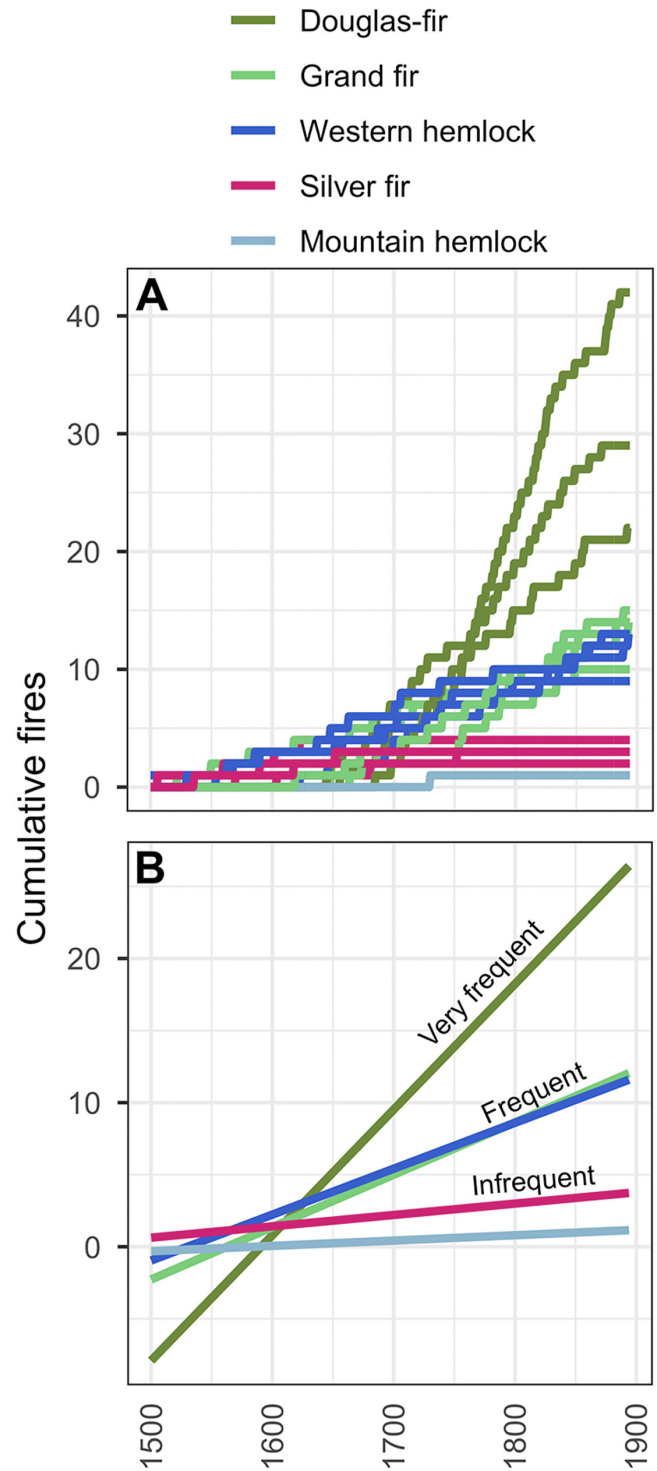 Douglas-fir
Grand fir
Western hemlock
Silver fir
Mountain hemlock
A
40
30
20
10
0
Cumulative fires
B
20
10
0
Very frequent
Frequent
Infrequent
1500
1600
1700
1800
1900